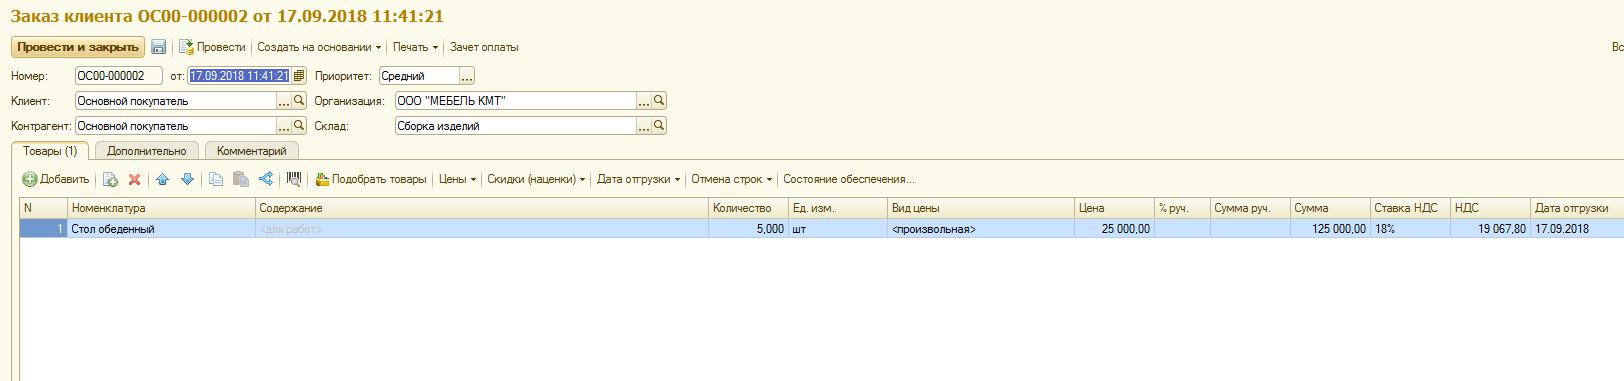 Заказ клиента ОС00-000002 от 17.09.2018 11:41:21
Провести и закрыть Провести Создать на основании Печать Зачет оплаты Вс
Номер: ОС00-000002 от: 17.09.2018 11:41:21 Приоритет: Средний ...
Клиент: Основной покупатель ... Организация: ООО "МЕБЕЛЬ КМТ" ...
Контрагент: Основной покупатель ... Склад: Сборка изделий ...
Товары (1) Дополнительно Комментарий
Добавить Подобрать товары Цены Скидки (наценки) Дата отгрузки Отмена строк Состояние обеспечения...
N Номенклатура Содержание Количество Ед. изм. Вид цены Цена % руч. Сумма руч. Сумма Ставка НДС НДС Дата отгрузки
1 Стол обеденный <для работ> 5,000 шт <произвольная> 25 000,00 125 000,00 18% 19 067,80 17.09.2018